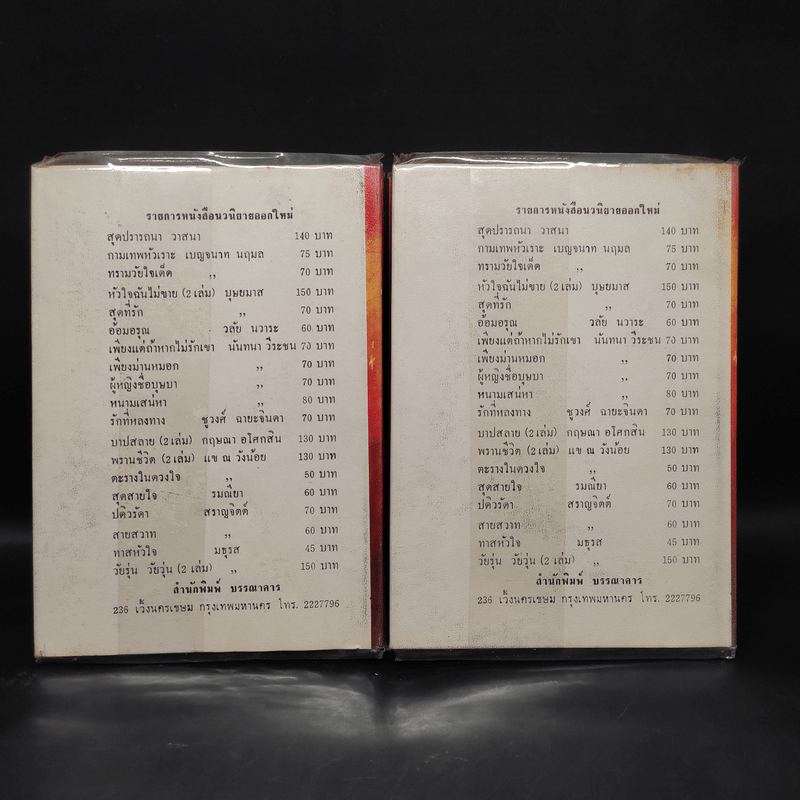 รายการหนังสือนวนิยายออกใหม่
สุดปรารถนา วาสนา 140 บาท
กามเทพหัวเราะ เบญจนาท นฤมล 75 บาท
ทรามวัยใจเด็ด ,, 70 บาท
หัวใจฉันไม่ขาย (2 เล่ม) บุษยมาส 150 บาท
สุดที่รัก ,, 70 บาท
อ้อมอรุณ วลัย นวาระ 60 บาท
เพียงแต่ถ้าหากไม่รักเขา นันทนา วีระชน 70 บาท
เพียงม่านหมอก ,, 70 บาท
ผู้หญิงชื่อบุษบา ,, 70 บาท
หนามเสน่หา ,, 80 บาท
รักที่หลงทาง ชูวงศ์ ฉายะจินดา 70 บาท
บาปสลาย (2 เล่ม) กฤษณา อโศกสิน 130 บาท
พรานชีวิต (2 เล่ม) แข ณ วังน้อย 130 บาท
ตะรางในดวงใจ ,, 50 บาท
สุดสายใจ รมณียา 60 บาท
ปดิวรัดา สราญจิตต์ 70 บาท
สายสวาท ,, 60 บาท
ทาสหัวใจ มธุรส 45 บาท
วัยรุ่น วัยวุ่น (2 เล่ม) ,, 150 บาท
สำนักพิมพ์ บรรณาคาร
236 เวิ้งนครเขษม กรุงเทพมหานคร โทร. 2227796
รายการหนังสือนวนิยายออกใหม่
สุดปรารถนา วาสนา 140 บาท
กามเทพหัวเราะ เบญจนาท นฤมล 75 บาท
ทรามวัยใจเด็ด ,, 70 บาท
หัวใจฉันไม่ขาย (2 เล่ม) บุษยมาส 150 บาท
สุดที่รัก ,, 70 บาท
อ้อมอรุณ วลัย นวาระ 60 บาท
เพียงแต่ถ้าหากไม่รักเขา นันทนา วีระชน 70 บาท
เพียงม่านหมอก ,, 70 บาท
ผู้หญิงชื่อบุษบา ,, 70 บาท
หนามเสน่หา ,, 80 บาท
รักที่หลงทาง ชูวงศ์ ฉายะจินดา 70 บาท
บาปสลาย (2 เล่ม) กฤษณา อโศกสิน 130 บาท
พรานชีวิต (2 เล่ม) แข ณ วังน้อย 130 บาท
ตะรางในดวงใจ ,, 50 บาท
สุดสายใจ รมณียา 60 บาท
ปดิวรัดา สราญจิตต์ 70 บาท
สายสวาท ,, 60 บาท
ทาสหัวใจ มธุรส 45 บาท
วัยรุ่น วัยวุ่น (2 เล่ม) ,, 150 บาท
สำนักพิมพ์ บรรณาคาร
236 เวิ้งนครเขษม กรุงเทพมหานคร โทร. 2227796